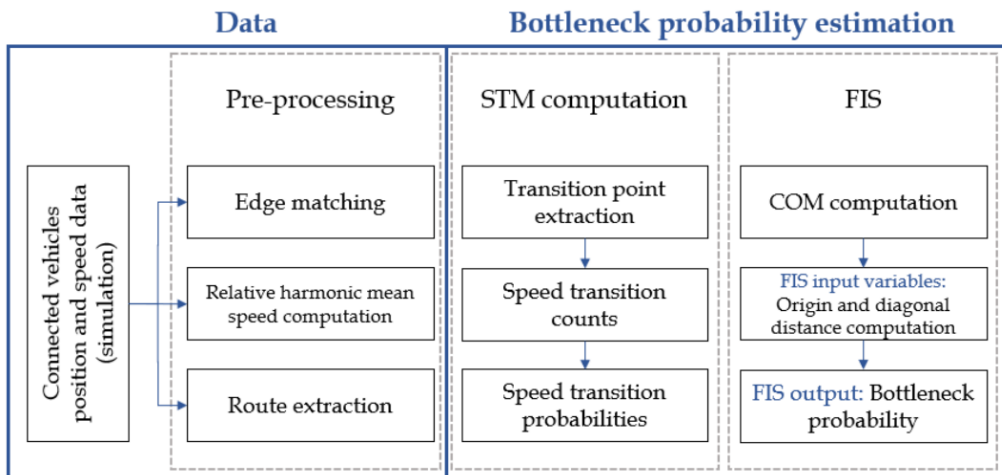 Data
Bottleneck probability estimation
Pre-processing
STM computation
FIS
Connected vehicles
position and speed data
(simulation)
Edge matching
Relative harmonic mean
speed computation
Route extraction
Transition point
extraction
Speed transition
counts
Speed transition
probabilities
COM computation
FIS input variables:
Origin and diagonal
distance computation
FIS output: Bottleneck
probability